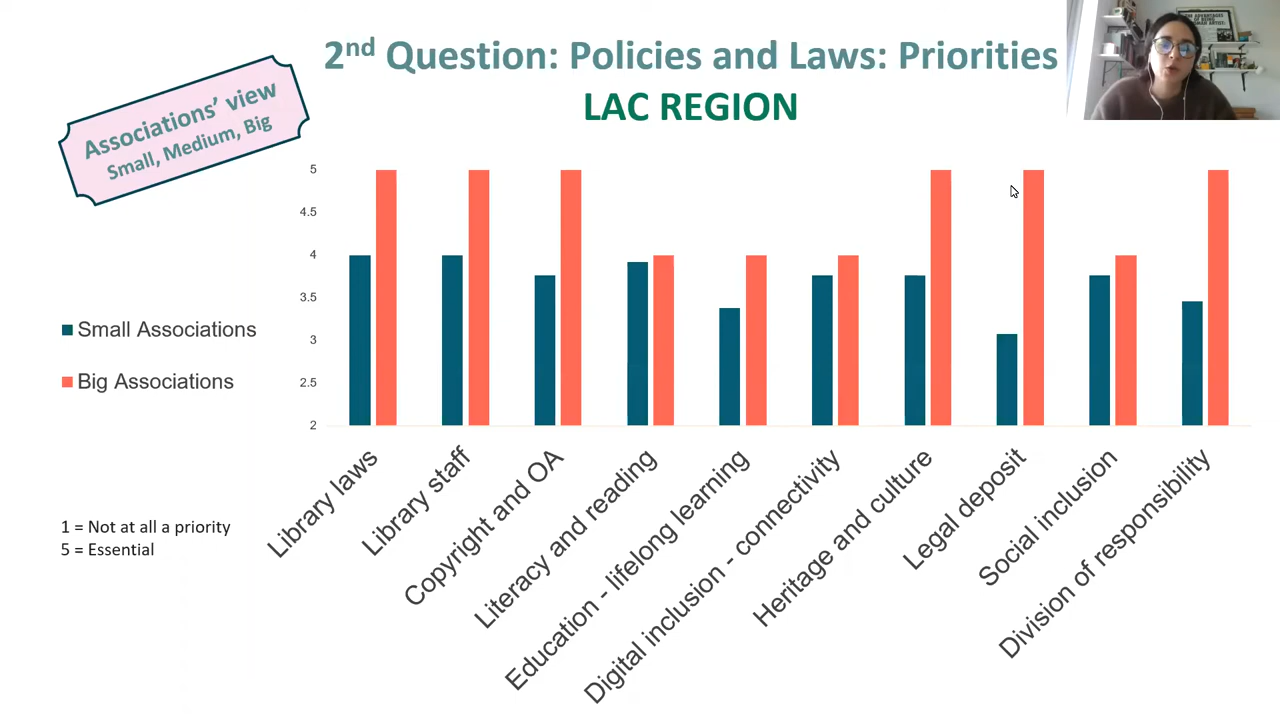 2nd Question: Policies and Laws: Priorities
LAC REGION
Associations' view
Small, Medium, Big
5
4.5
4
3.5
3
2.5
2
Small Associations
Big Associations
1 = Not at all a priority
5 = Essential
Library laws
Library staff
Copyright and OA
Literacy and reading
Education - lifelong learning
Digital inclusion - connectivity
Heritage and culture
Legal deposit
Social inclusion
Division of responsibility